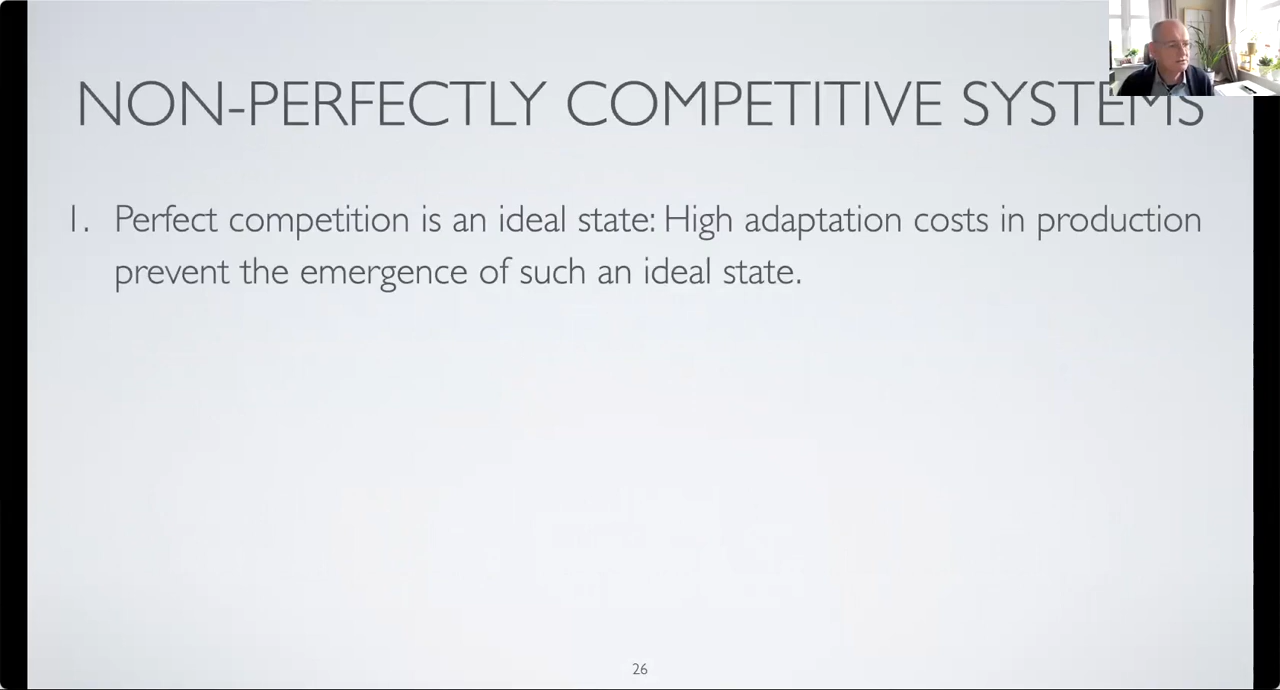 NON-PERFECTLY COMPETITIVE SYSTEMS
1. Perfect competition is an ideal state: High adaptation costs in production
prevent the emergence of such an ideal state.
26